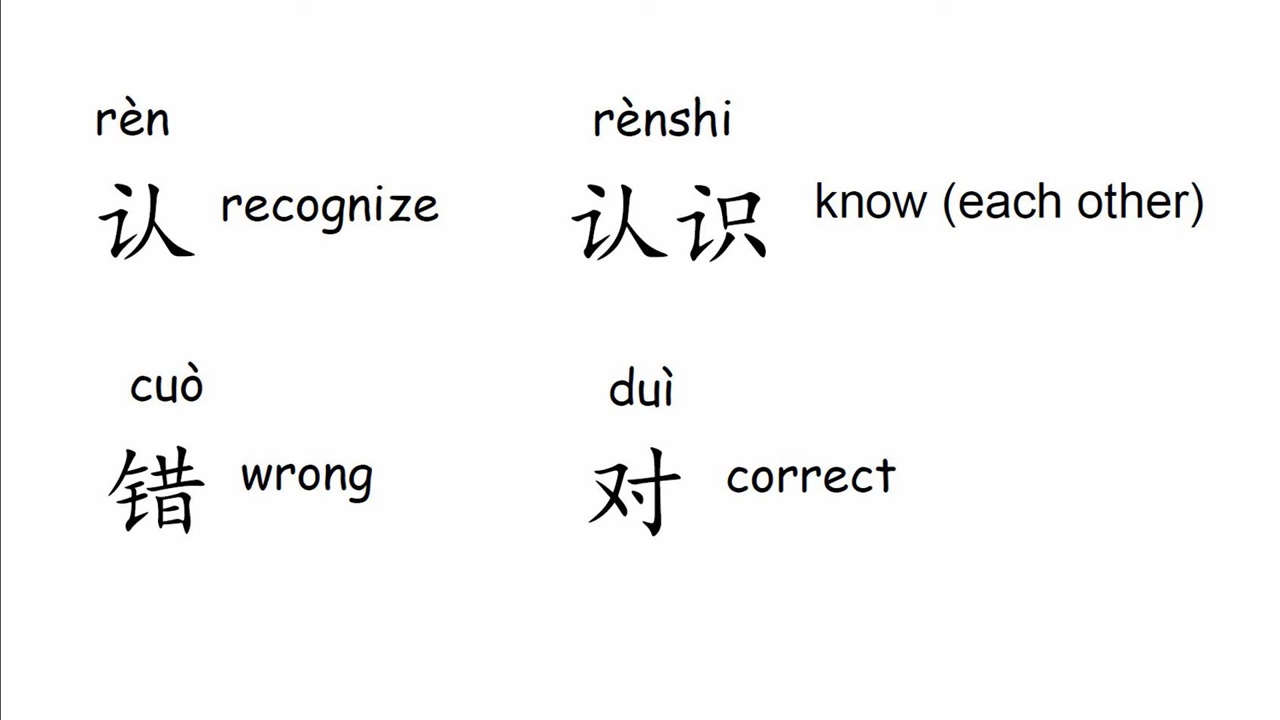 rèn
认 recognize
rènshi
认识 know (each other)
cuò
错 wrong
duì
对 correct